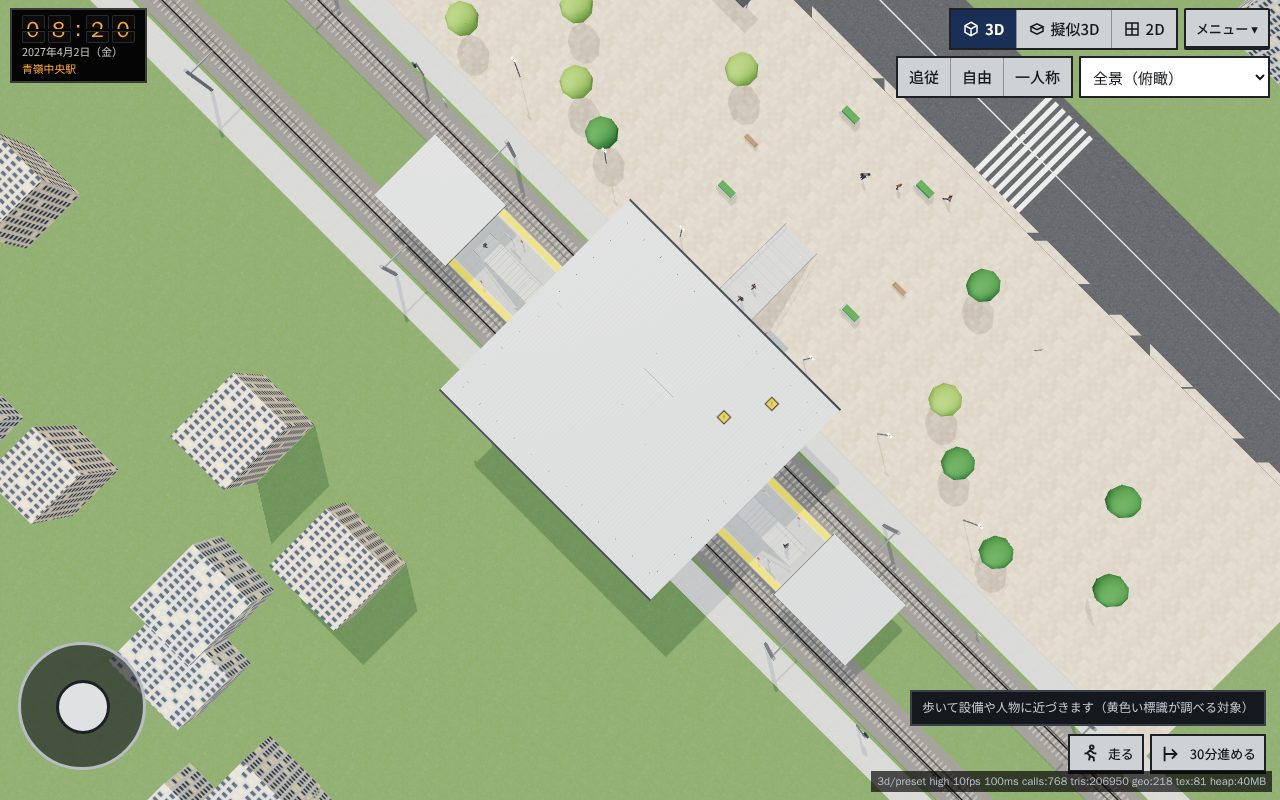 08:20
2027年4月2日（金）
青嶺中央駅
3D
擬似3D
2D
メニュー ▾
追従
自由
一人称
全景（俯瞰）
歩いて設備や人物に近づきます（黄色い標識が調べる対象）
走る
30分進める
3d/preset high 10fps 100ms calls:768 tris:206950 geo:218 tex:81 heap:40MB